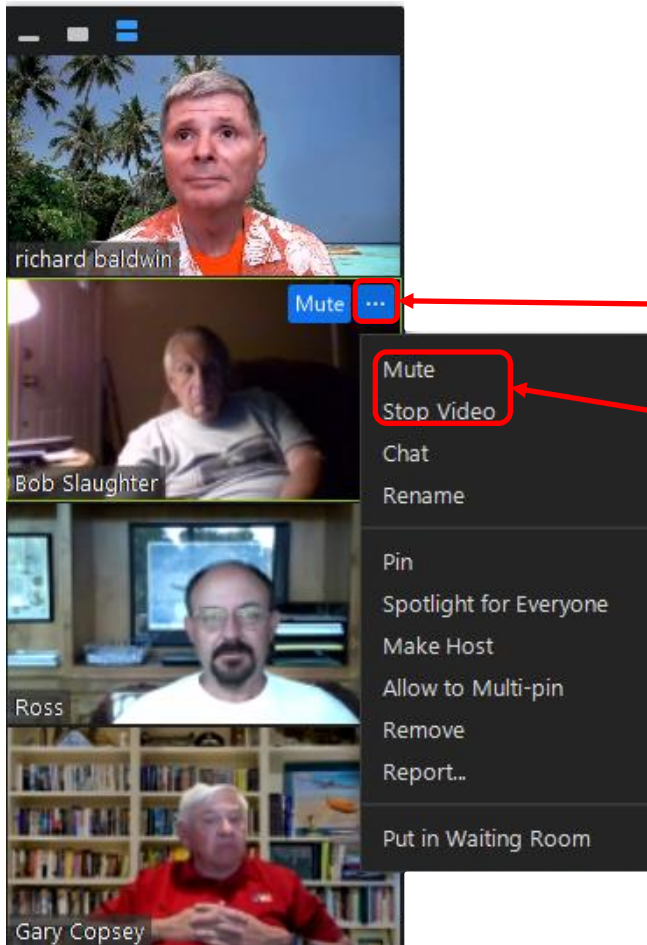 richard baldwin
Mute ...
Bob Slaughter
Mute
Stop Video
Chat
Rename
Pin
Spotlight for Everyone
Make Host
Allow to Multi-pin
Remove
Report...
Put in Waiting Room
Ross
Gary Copsey